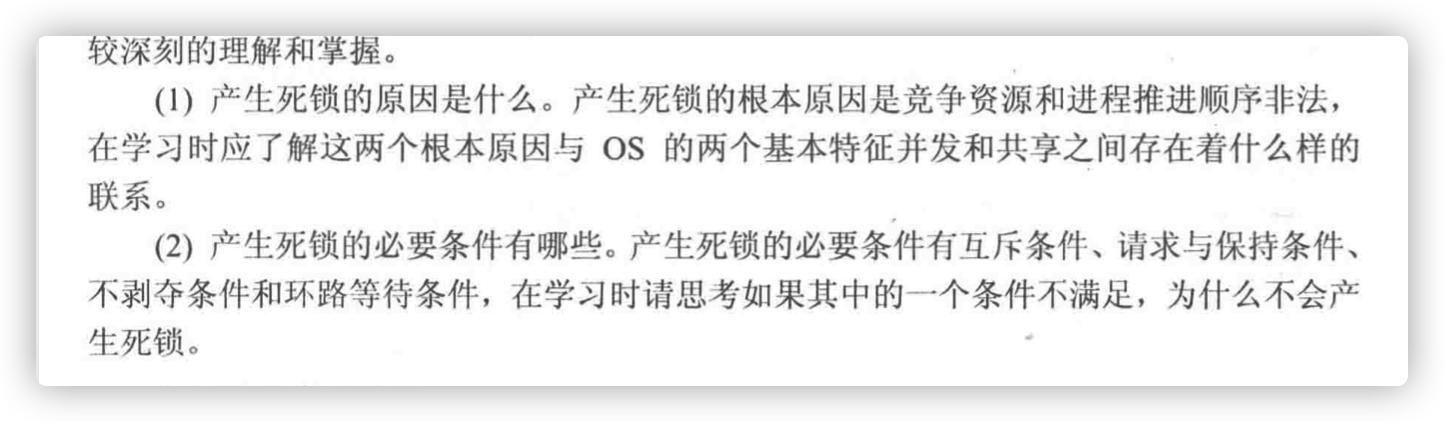 较深刻的理解和掌握。
(1) 产生死锁的原因是什么。产生死锁的根本原因是竞争资源和进程推进顺序非法，
在学习时应了解这两个根本原因与 OS 的两个基本特征并发和共享之间存在着什么样的
联系。
(2) 产生死锁的必要条件有哪些。产生死锁的必要条件有互斥条件、请求与保持条件、
不剥夺条件和环路等待条件，在学习时请思考如果其中的一个条件不满足，为什么不会产
生死锁。